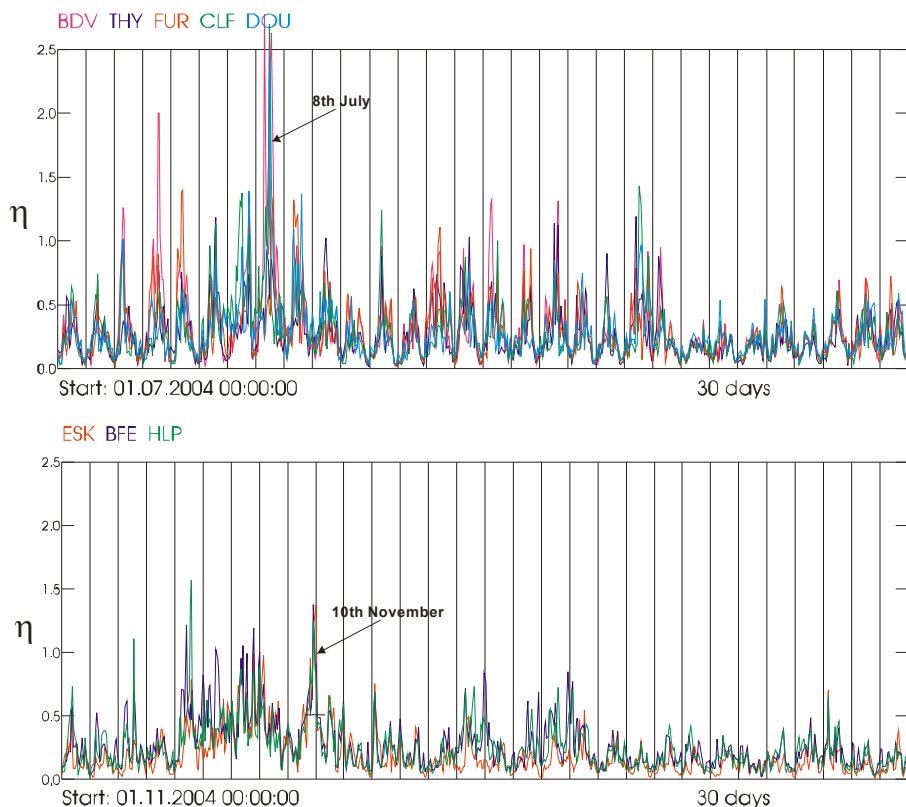 BDV THY FUR CLF DOU
2.5
8th July
2.0
1.5
η
1.0
0.5
0.0
Start: 01.07.2004 00:00:00 30 days
ESK BFE HLP
2.5
2.0
1.5
10th November
η
1.0
0.5
0.0
Start: 01.11.2004 00:00:00 30 days